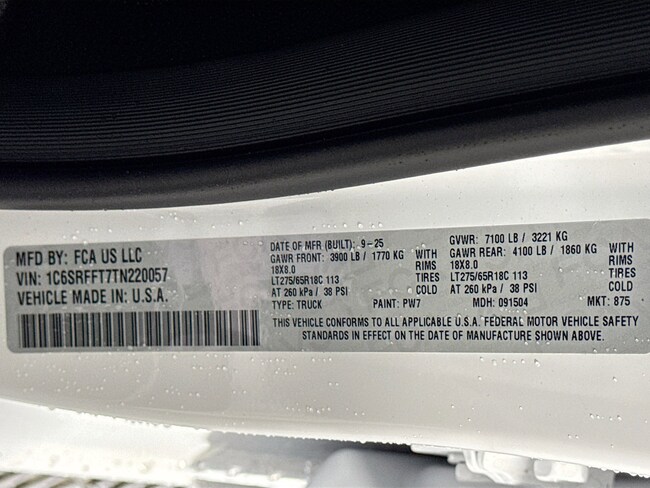 MFD BY: FCA US LLC
VIN: 1C6SRFFT7TN220057
VEHICLE MADE IN: U.S.A.
DATE OF MFR (BUILT): 9-25
GAWR FRONT: 3900 LB / 1770 KG WITH
18X8.0 RIMS
LT275/65R18C 113 TIRES
AT 260 kPa / 38 PSI COLD
TYPE: TRUCK PAINT: PW7
GVWR: 7100 LB / 3221 KG
GAWR REAR: 4100 LB / 1860 KG WITH
18X8.0 RIMS
LT275/65R18C 113 TIRES
AT 260 kPa / 38 PSI COLD
MDH: 091504 MKT: 875
THIS VEHICLE CONFORMS TO ALL APPLICABLE U.S.A. FEDERAL MOTOR VEHICLE SAFETY
STANDARDS IN EFFECT ON THE DATE OF MANUFACTURE SHOWN ABOVE.